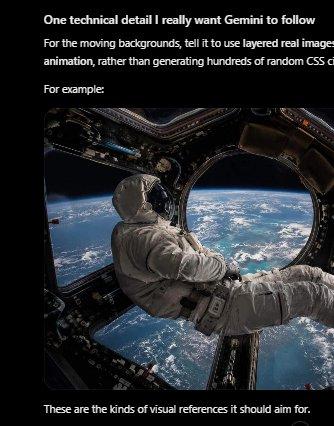 One technical detail I really want Gemini to follow
For the moving backgrounds, tell it to use layered real images
animation, rather than generating hundreds of random CSS ci
For example:
These are the kinds of visual references it should aim for.